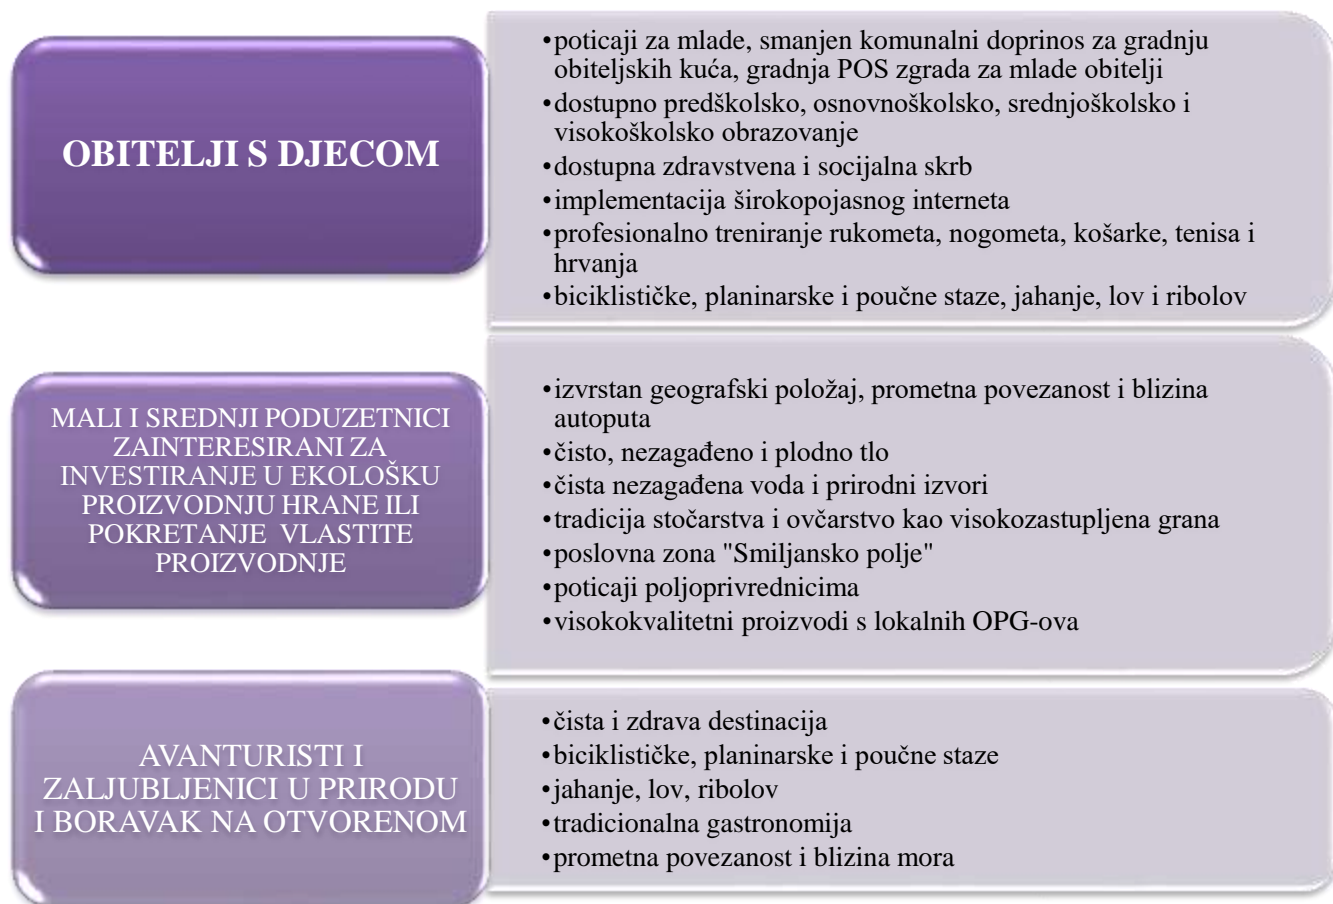 OBITELJI S DJECOM
•poticaji za mlade, smanjen komunalni doprinos za gradnju
obiteljskih kuća, gradnja POS zgrada za mlade obitelji
•dostupno predškolsko, osnovnoškolsko, srednjoškolsko i
visokoškolsko obrazovanje
•dostupna zdravstvena i socijalna skrb
•implementacija širokopojasnog interneta
•profesionalno treniranje rukometa, nogometa, košarke, tenisa i
hrvanja
•biciklističke, planinarske i poučne staze, jahanje, lov i ribolov
MALI I SREDNJI PODUZETNICI
ZAINTERESIRANI ZA
INVESTIRANJE U EKOLOŠKU
PROIZVODNJU HRANE ILI
POKRETANJE VLASTITE
PROIZVODNJE
•izvrstan geografski položaj, prometna povezanost i blizina
autoputa
•čisto, nezagađeno i plodno tlo
•čista nezagađena voda i prirodni izvori
•tradicija stočarstva i ovčarstvo kao visokozastupljena grana
•poslovna zona "Smiljansko polje"
•poticaji poljoprivrednicima
•visokokvalitetni proizvodi s lokalnih OPG-ova
AVANTURISTI I
ZALJUBLJENICI U PRIRODU
I BORAVAK NA OTVORENOM
•čista i zdrava destinacija
•biciklističke, planinarske i poučne staze
•jahanje, lov, ribolov
•tradicionalna gastronomija
•prometna povezanost i blizina mora